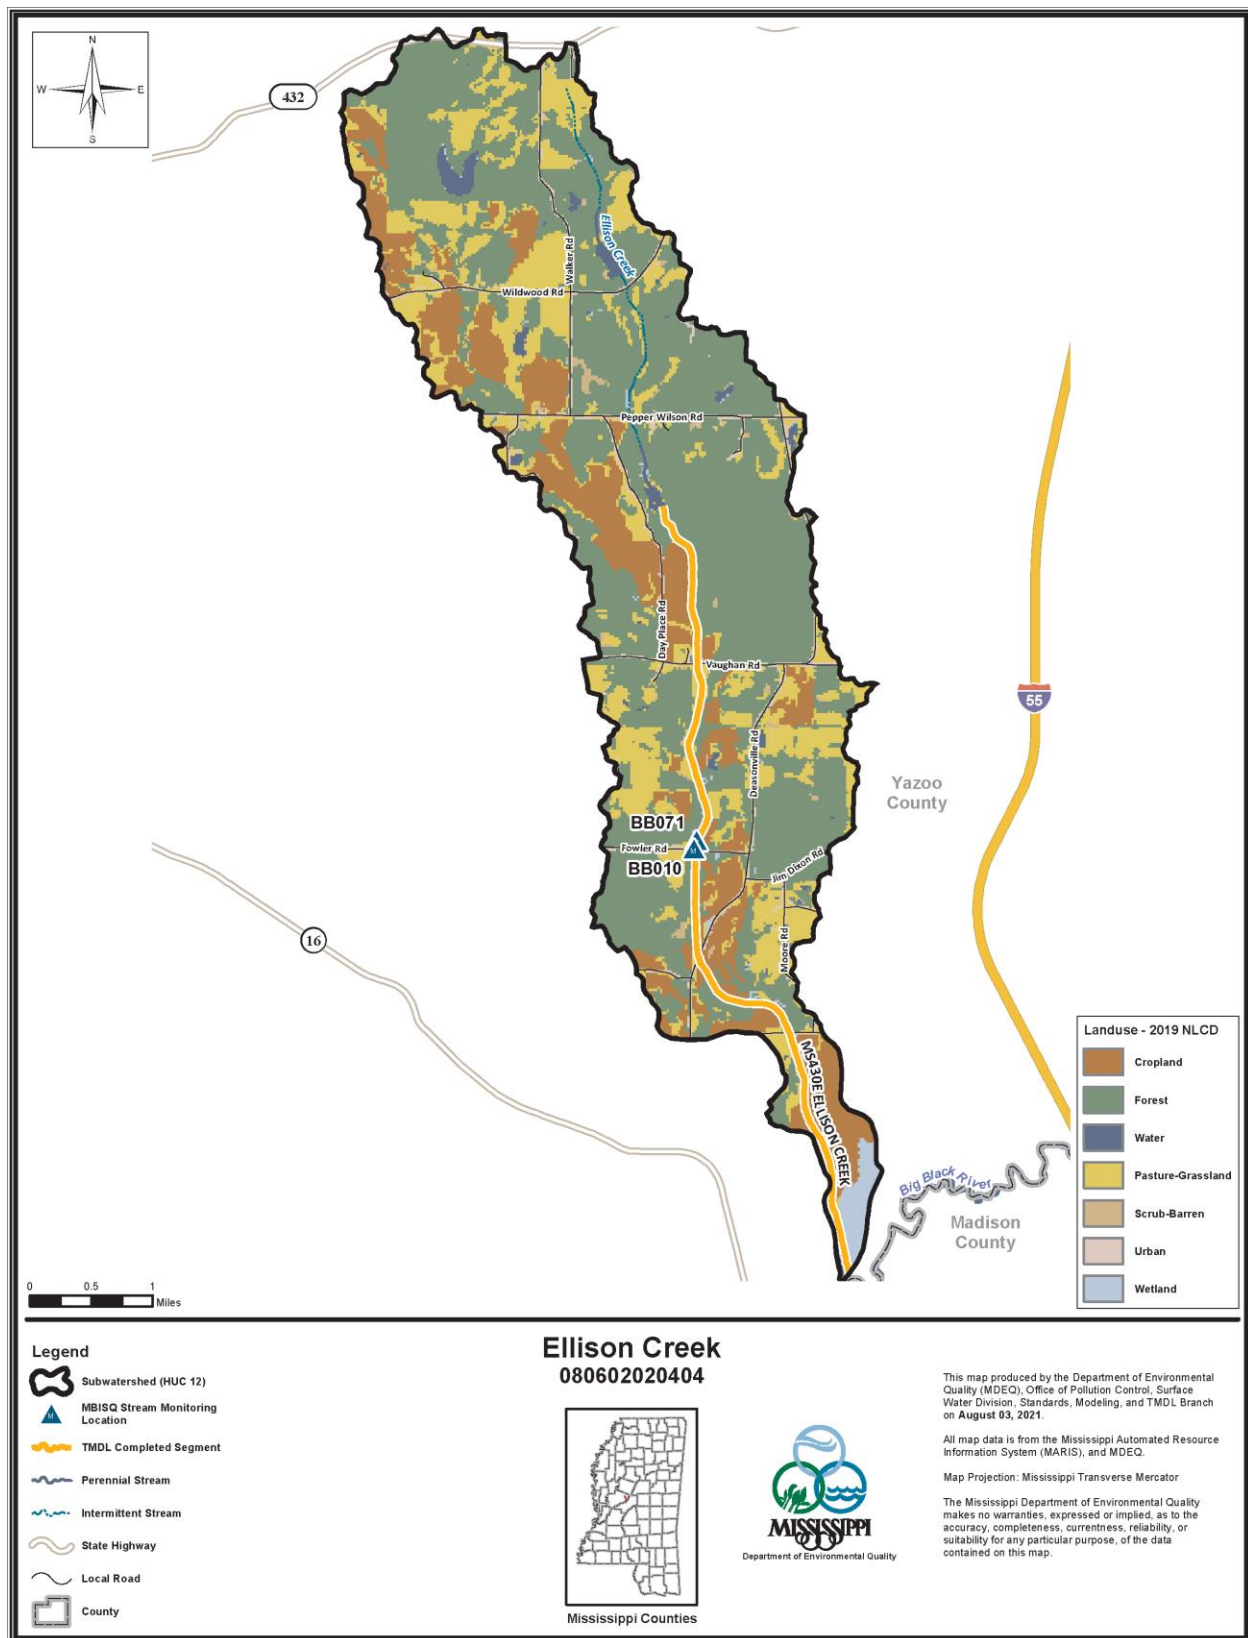 N
W
E
S
432
Ellison Creek
Walker Rd
Wildwood Rd
Pepper Wilson Rd
Day Place Rd
Vaughan Rd
55
Deasonville Rd
Yazoo
County
BB071
Fowler Rd
M
BB010
Jim Dixon Rd
16
Moore Rd
MS430E ELLISON CREEK
Big Black River
Madison
County
Landuse - 2019 NLCD
Cropland
Forest
Water
Pasture-Grassland
Scrub-Barren
Urban
Wetland
0 0.5 1
Miles
Legend
Subwatershed (HUC 12)
M
MBISQ Stream Monitoring
Location
TMDL Completed Segment
Perennial Stream
Intermittent Stream
State Highway
Local Road
County
Ellison Creek
080602020404
Mississippi Counties
MISSISSIPPI
Department of Environmental Quality
This map produced by the Department of Environmental
Quality (MDEQ), Office of Pollution Control, Surface
Water Division, Standards, Modeling, and TMDL Branch
on August 03, 2021.
All map data is from the Mississippi Automated Resource
Information System (MARIS), and MDEQ.
Map Projection: Mississippi Transverse Mercator
The Mississippi Department of Environmental Quality
makes no warranties, expressed or implied, as to the
accuracy, completeness, currentness, reliability, or
suitability for any particular purpose, of the data
contained on this map.